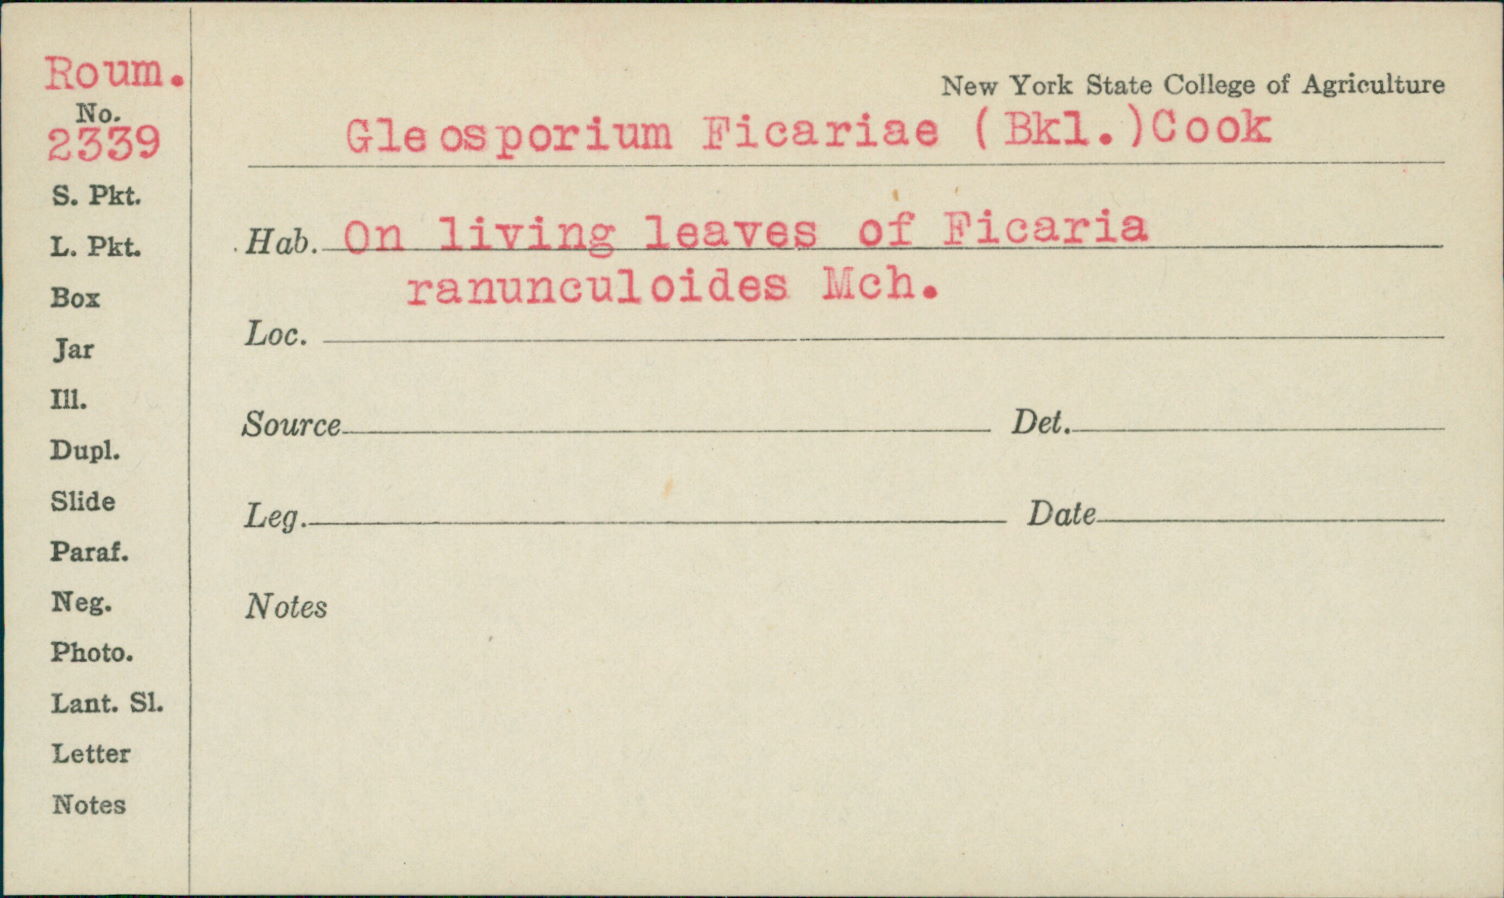 Roum.
No.
2339
S. Pkt.
L. Pkt.
Box
Jar
Ill.
Dupl.
Slide
Paraf.
Neg.
Photo.
Lant. Sl.
Letter
Notes
New York State College of Agriculture
Gleosporium Ficariae (Bkl.)Cook
Hab. On living leaves of Ficaria
ranunculoides Mch.
Loc.
Source Det.
Leg. Date
Notes